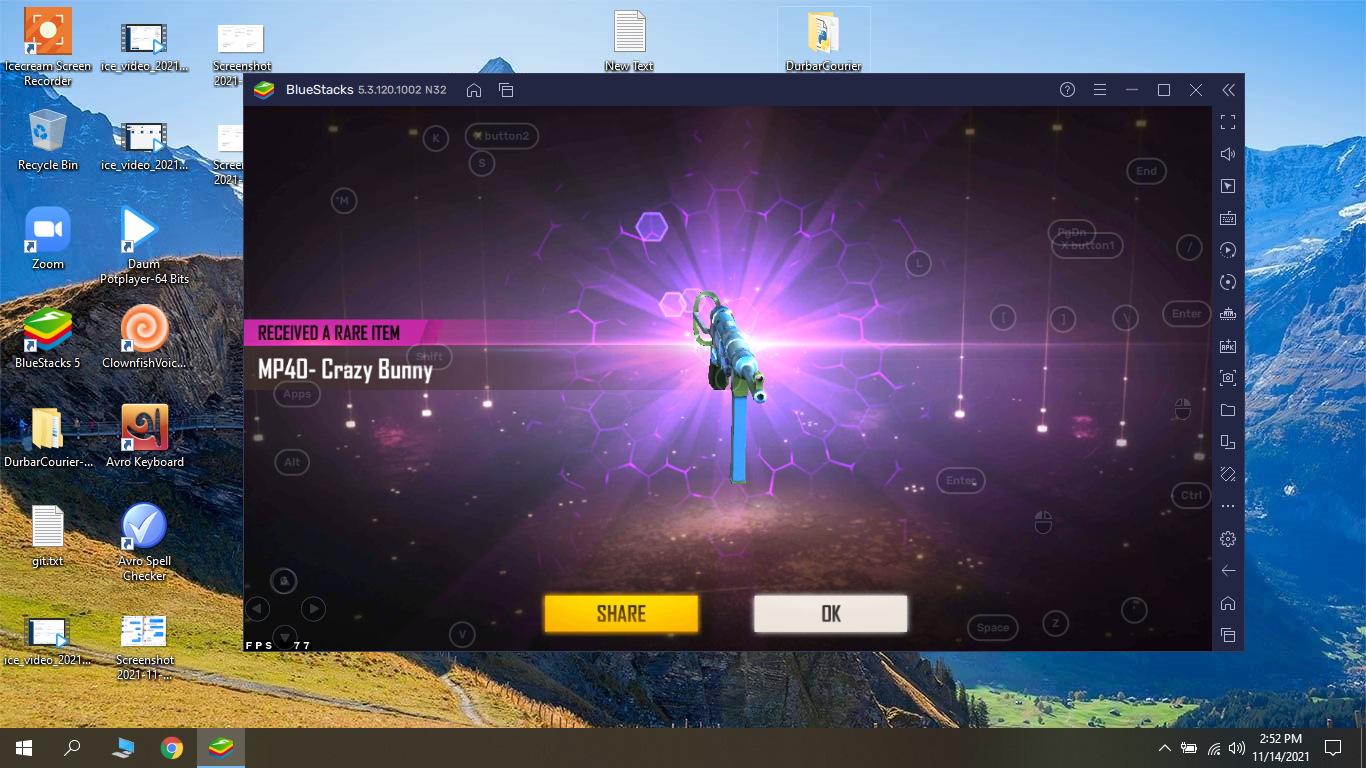 Icecream Screen
Recorder
ice_video_2021...
Screenshot
2021-
New Text
DurbarCourier
BlueStacks 5.3.120.1002 N32
Recycle Bin
ice_video_2021...
Scree
2021-
Zoom
Daum
Potplayer-64 Bits
BlueStacks 5
ClownfishVoic...
DurbarCourier-...
Avro Keyboard
git.txt
Avro Spell
Checker
ice_video_2021...
Screenshot
2021-11-...
K
X button2
S
End
M
PgDn
X button1
/
L
[
]
\
Enter
RECEIVED A RARE ITEM
Shift
MP40- Crazy Bunny
Apps
Alt
Enter
Ctrl
SHARE
OK
V
Space
Z
FPS 77
APK
2:52 PM
11/14/2021